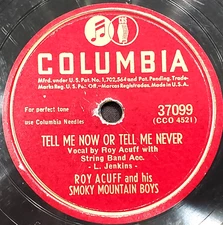 COLUMBIA
Mfrd. under U.S. Pat. No. 1,702,564 and Pat. Pending. Trade-
Marks Reg. U.S. Pat. Off.—Marcas Registradas. Made in U.S.A.
For perfect tone
use Columbia Needles
37099
(CCO 4521)
TELL ME NOW OR TELL ME NEVER
Vocal by Roy Acuff with
String Band Acc.
- L. Jenkins -
ROY ACUFF and his
SMOKY MOUNTAIN BOYS